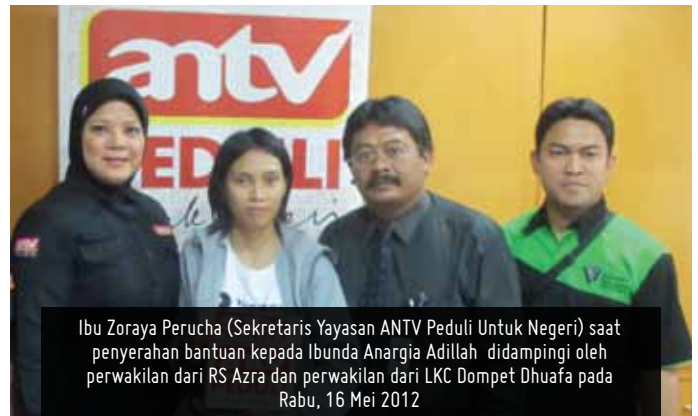 antv
PEDULI
Ibu Zoraya Perucha (Sekretaris Yayasan ANTV Peduli Untuk Negeri) saat
penyerahan bantuan kepada Ibunda Anargia Adillah didampingi oleh
perwakilan dari RS Azra dan perwakilan dari LKC Dompet Dhuafa pada
Rabu, 16 Mei 2012